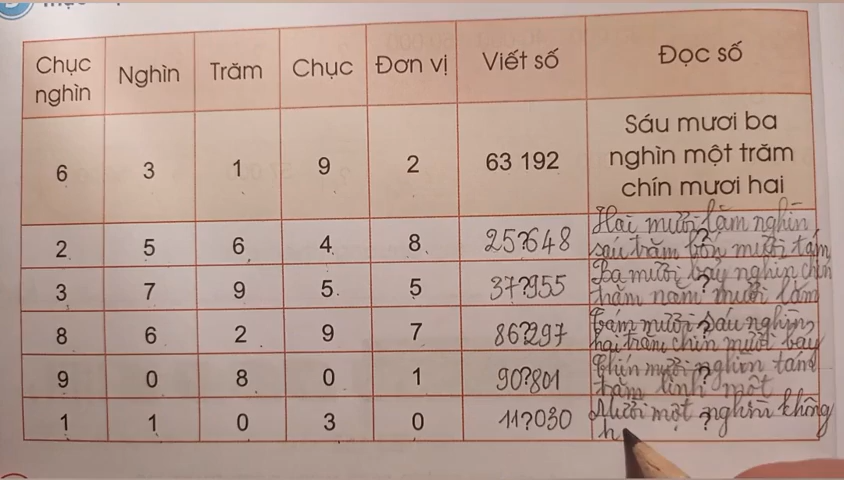 Chục nghìn | Nghìn | Trăm | Chục | Đơn vị | Viết số | Đọc số
6 | 3 | 1 | 9 | 2 | 63 192 | Sáu mươi ba nghìn một trăm chín mươi hai
2 | 5 | 6 | 4 | 8 | 25?648 | Hai mươi lăm nghìn sáu trăm bốn mươi tám ?
3 | 7 | 9 | 5 | 5 | 37?955 | Ba mươi bảy nghìn chín trăm năm mươi lăm ?
8 | 6 | 2 | 9 | 7 | 86?297 | Tám mươi sáu nghìn hai trăm chín mươi bảy ?
9 | 0 | 8 | 0 | 1 | 90?801 | Chín mươi nghìn tám trăm linh một ?
1 | 1 | 0 | 3 | 0 | 11?030 | Mười một nghìn không ?